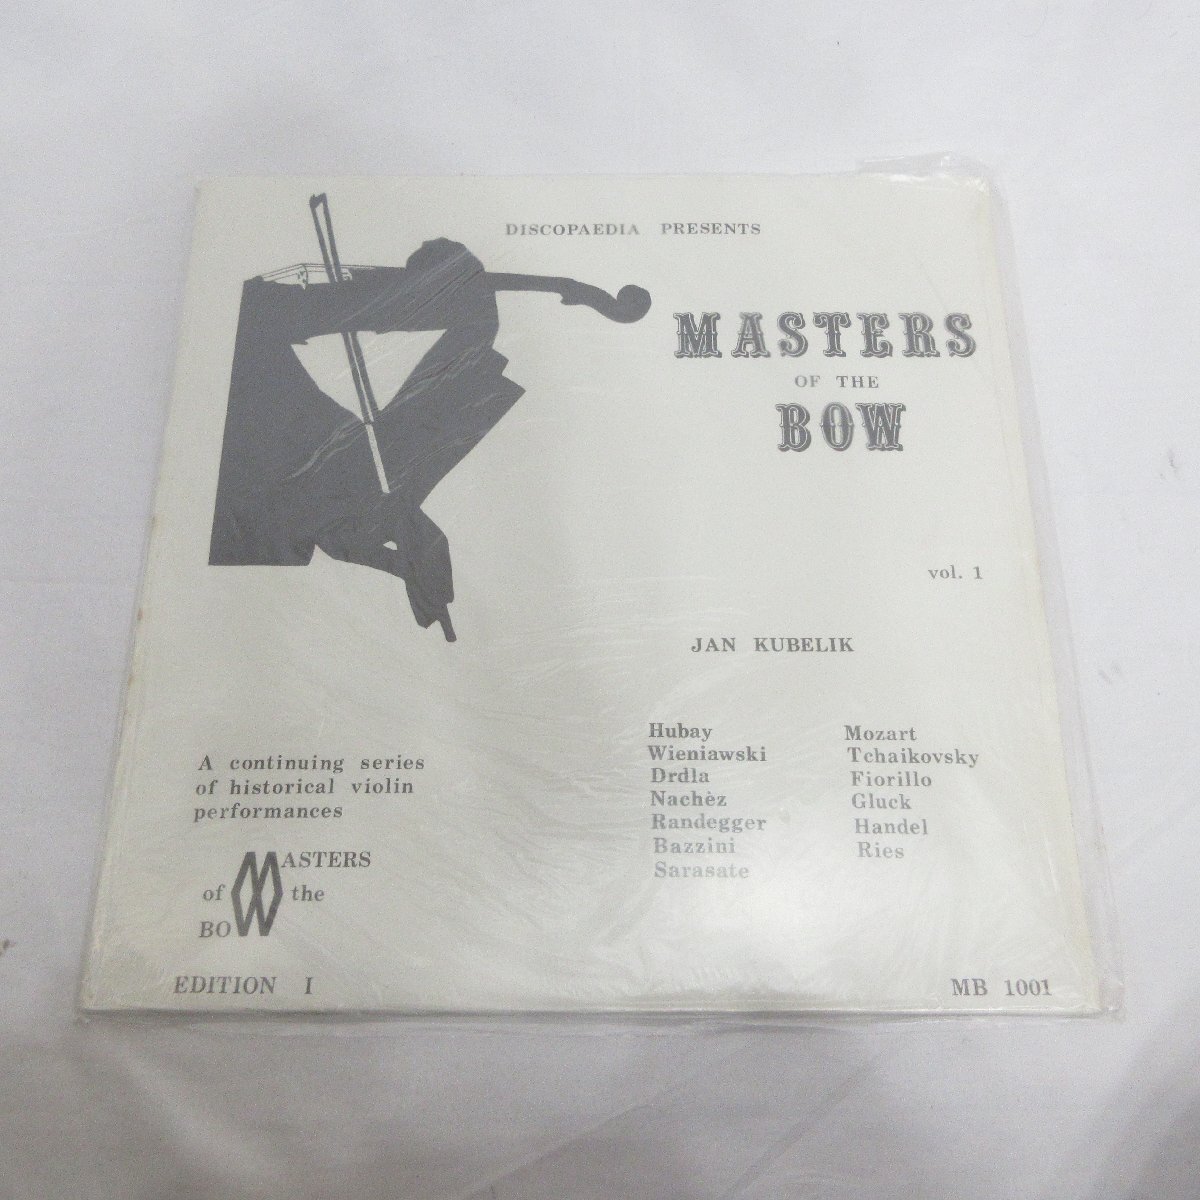 DISCOPAEDIA PRESENTS
MASTERS
OF THE
BOW
vol. 1
JAN KUBELIK
Hubay
Wieniawski
Drdla
Nachèz
Randegger
Bazzini
Sarasate
Mozart
Tchaikovsky
Fiorillo
Gluck
Handel
Ries
A continuing series
of historical violin
performances
MASTERS
of the
BOW
EDITION I
MB 1001